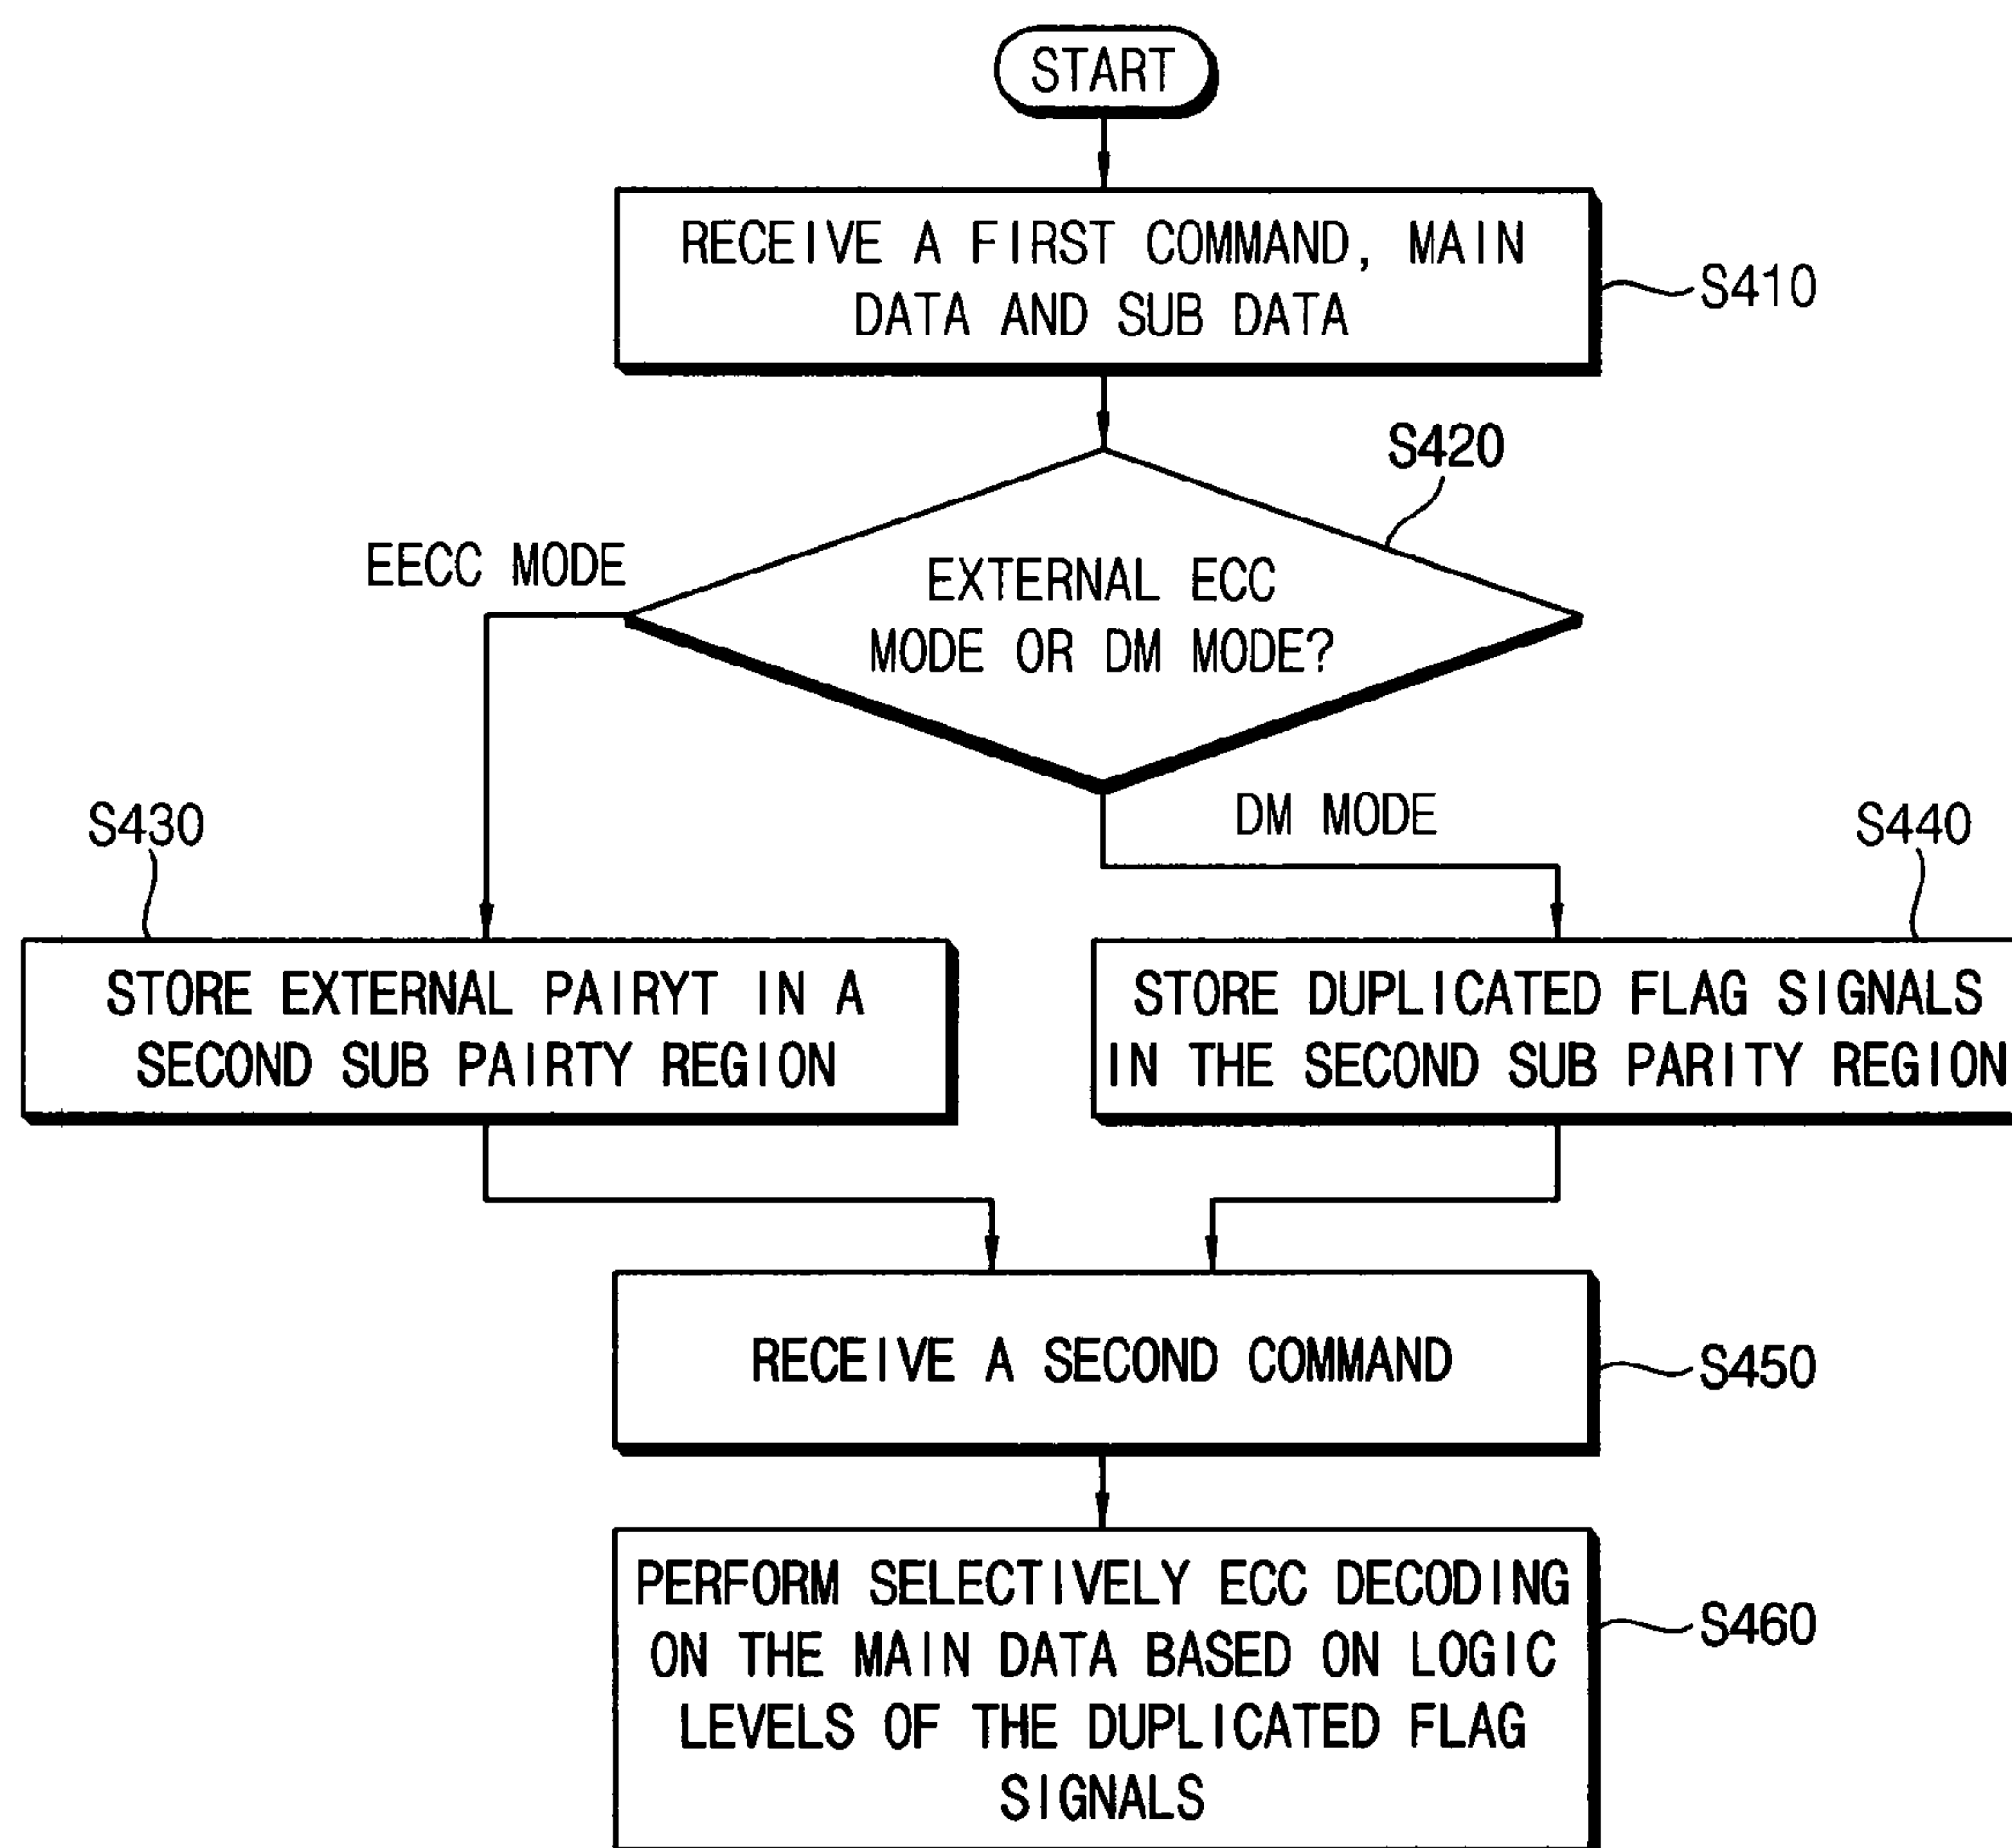 START
RECEIVE A FIRST COMMAND, MAIN
DATA AND SUB DATA
S410
S420
EECC MODE
EXTERNAL ECC
MODE OR DM MODE?
DM MODE
S430
S440
STORE EXTERNAL PAIRYT IN A
SECOND SUB PAIRTY REGION
STORE DUPLICATED FLAG SIGNALS
IN THE SECOND SUB PARITY REGION
RECEIVE A SECOND COMMAND
S450
PERFORM SELECTIVELY ECC DECODING
ON THE MAIN DATA BASED ON LOGIC
LEVELS OF THE DUPLICATED FLAG
SIGNALS
S460